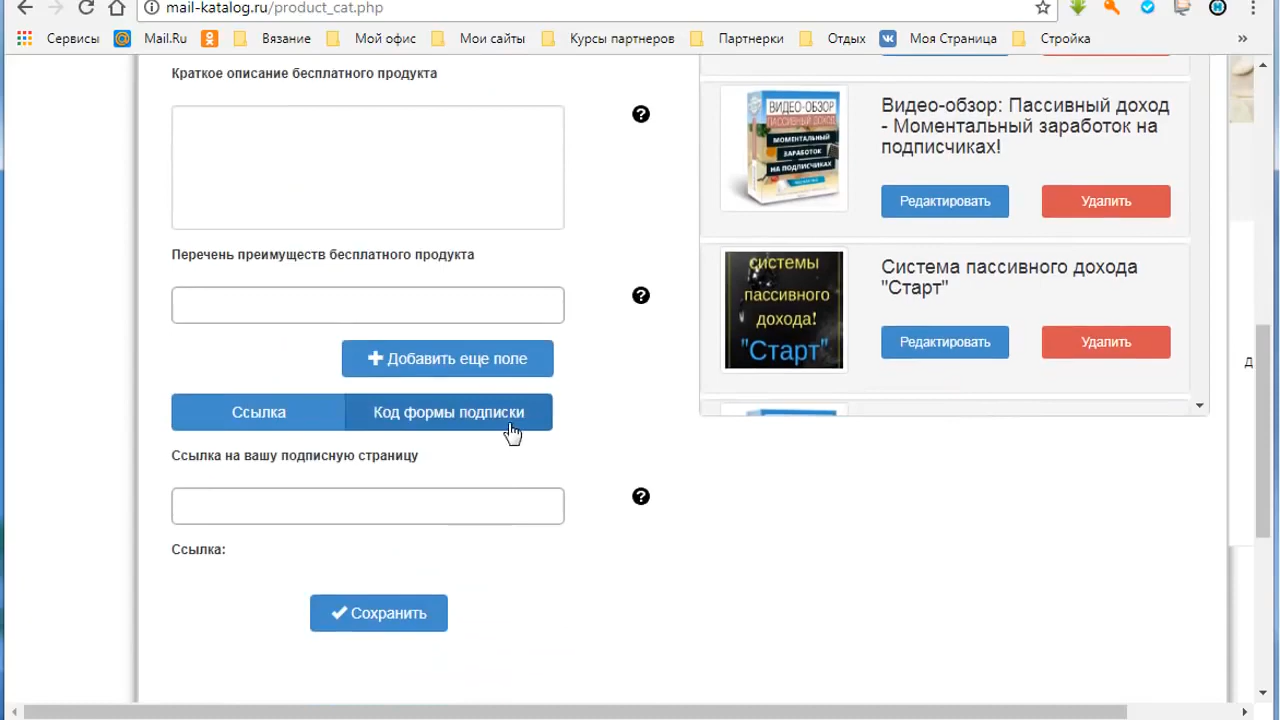 mail-katalog.ru/product_cat.php
Сервисы
Mail.Ru
Вязание
Мой офис
Мои сайты
Курсы партнеров
Партнерки
Отдых
Моя Страница
Стройка
»
Краткое описание бесплатного продукта
Перечень преимуществ бесплатного продукта
Добавить еще поле
Ссылка
Код формы подписки
Ссылка на вашу подписную страницу
Ссылка:
Сохранить
ВИДЕО-ОБЗОР
ПАССИВНЫЙ ДОХОД
МОМЕНТАЛЬНЫЙ
ЗАРАБОТОК
НА ПОДПИСЧИКАХ
Видео-обзор: Пассивный доход
- Моментальный заработок на
подписчиках!
Редактировать
Удалить
системы
пассивного
дохода!
"Старт"
Система пассивного дохода
"Старт"
Редактировать
Удалить
Д